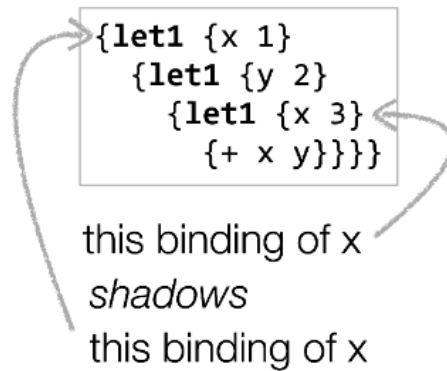 {let1 {x 1}
{let1 {y 2}
{let1 {x 3}
{+ x y}}}}
this binding of x
shadows
this binding of x